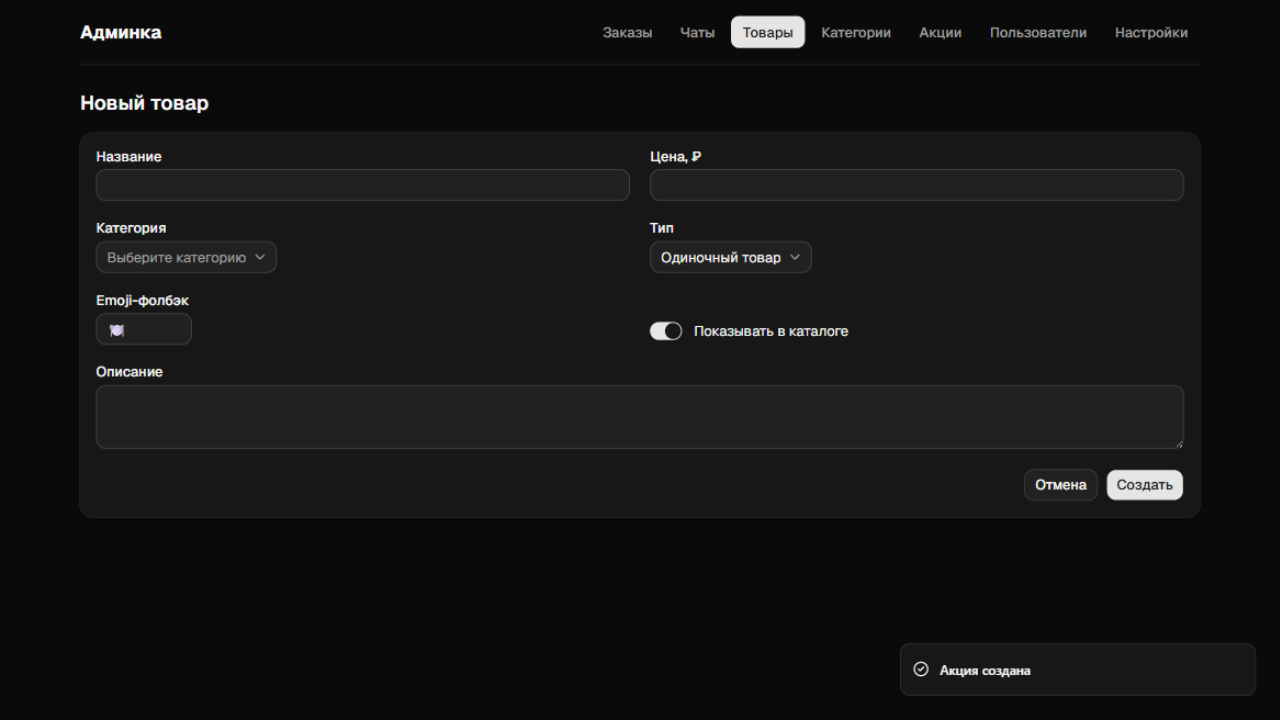 Админка
Заказы Чаты Товары Категории Акции Пользователи Настройки
Новый товар
Название
Цена, ₽
Категория
Выберите категорию
Тип
Одиночный товар
Emoji-фолбэк
🍽️
Показывать в каталоге
Описание
Отмена Создать
Акция создана